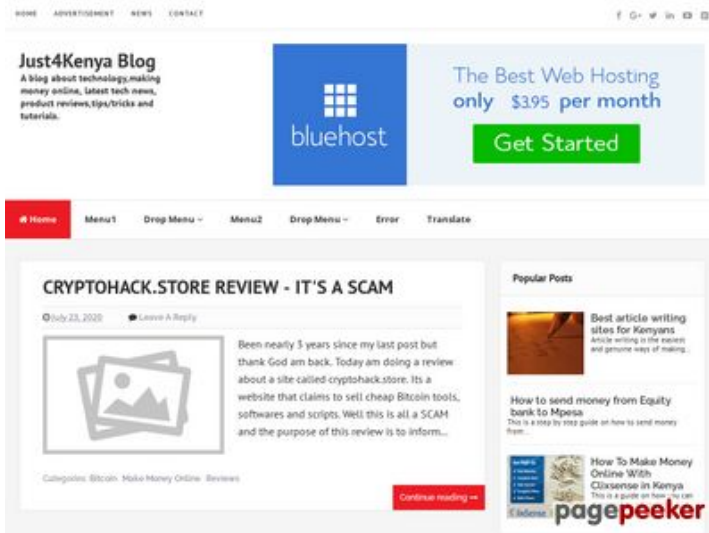 HOME ADVERTISEMENT NEWS CONTACT
Just4Kenya Blog
A blog about technology,making
money online, latest tech news,
product reviews,tips/tricks and
tutorials.
bluehost
The Best Web Hosting
only $3.95 per month
Get Started
Home Menu1 Drop Menu Menu2 Drop Menu Error Translate
CRYPTOHACK.STORE REVIEW - IT'S A SCAM
July 23, 2020 Leave A Reply
Been nearly 3 years since my last post but
thank God am back. Today am doing a review
about a site called cryptohack.store. Its a
website that claims to sell cheap Bitcoin tools,
softwares and scripts. Well this is all a SCAM
and the purpose of this review is to inform...
Categories: Bitcoin Make Money Online Reviews
Continue reading
Popular Posts
Best article writing
sites for Kenyans
Article writing is the easiest
and genuine ways of making...
How to send money from Equity
bank to Mpesa
This is a step by step guide on how to send money
from...
How To Make Money
Online With
Clixsense in Kenya
This is a guide on how you can
pagepeeker